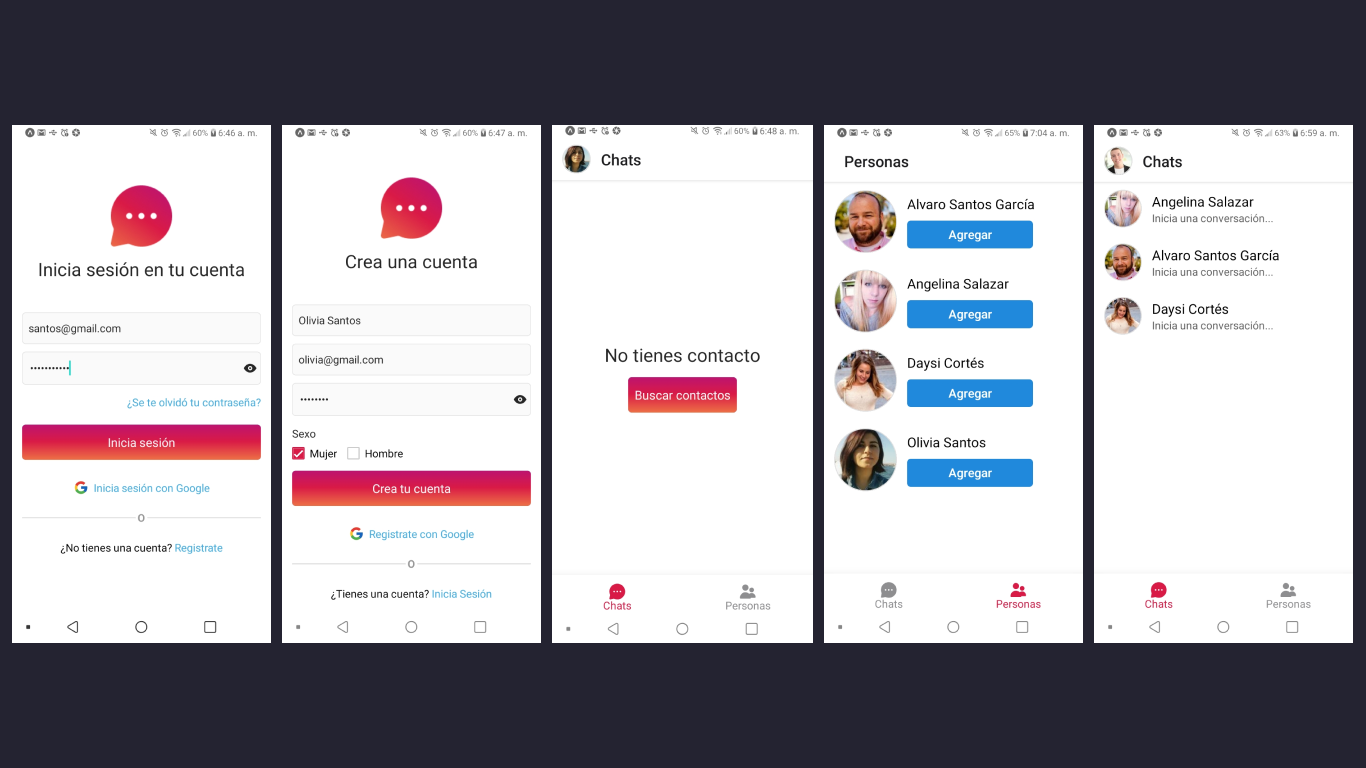 60% 6:46 a. m.
Inicia sesión en tu cuenta
santos@gmail.com
•••••••••••
¿Se te olvidó tu contraseña?
Inicia sesión
Inicia sesión con Google
O
¿No tienes una cuenta? Registrate
60% 6:47 a. m.
Crea una cuenta
Olivia Santos
olivia@gmail.com
••••••••
Sexo
Mujer Hombre
Crea tu cuenta
Registrate con Google
O
¿Tienes una cuenta? Inicia Sesión
60% 6:48 a. m.
Chats
No tienes contacto
Buscar contactos
Chats Personas
65% 7:04 a. m.
Personas
Alvaro Santos García
Agregar
Angelina Salazar
Agregar
Daysi Cortés
Agregar
Olivia Santos
Agregar
Chats Personas
63% 6:59 a. m.
Chats
Angelina Salazar
Inicia una conversación...
Alvaro Santos García
Inicia una conversación...
Daysi Cortés
Inicia una conversación...
Chats Personas